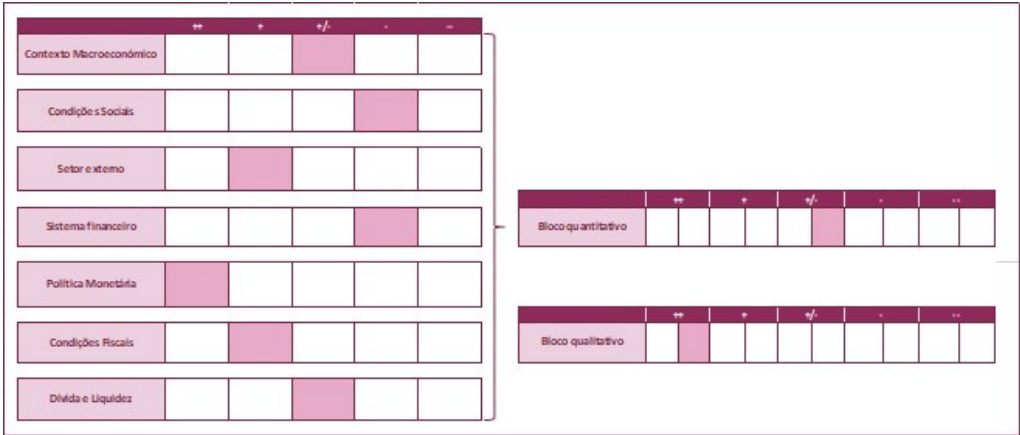 ++ + +/- - --
Contexto Macroeconómico
Condições Sociais
Setor externo
Sistema financeiro
Política Monetária
Condições Fiscais
Dívida e Liquidez
++ + +/- - --
Bloco quantitativo
++ + +/- - --
Bloco qualitativo